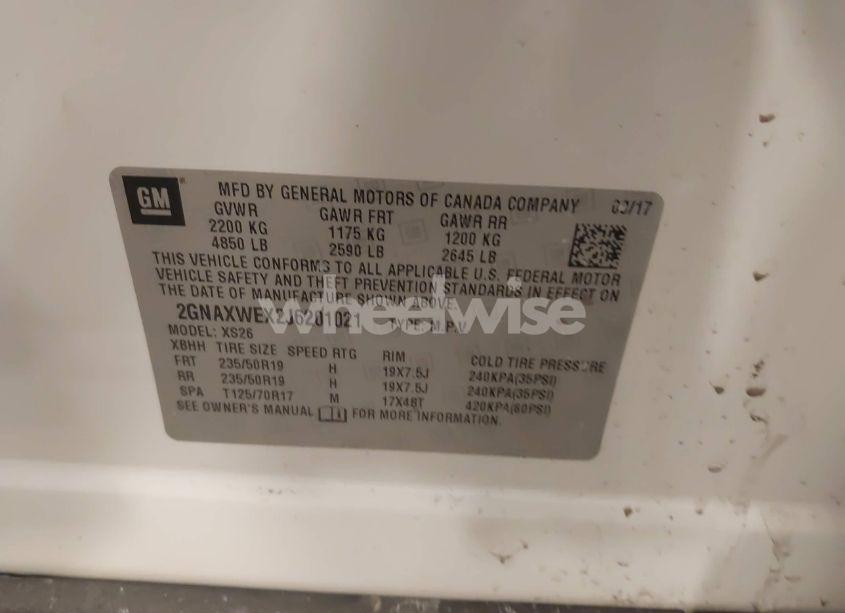 GM
MFD BY GENERAL MOTORS OF CANADA COMPANY
GVWR GAWR FRT GAWR RR
2200 KG 1175 KG 1200 KG
4850 LB 2590 LB 2645 LB
THIS VEHICLE CONFORMS TO ALL APPLICABLE U.S. FEDERAL MOTOR
VEHICLE SAFETY AND THEFT PREVENTION STANDARDS IN EFFECT ON
THE DATE OF MANUFACTURE SHOWN ABOVE.
TYPE: M.P.V.
wheelwise
MODEL: XS26
XBHH TIRE SIZE SPEED RTG RIM COLD TIRE PRESSURE
FRT 235/50R19 H 19X7.5J 240KPA(35PSI)
RR 235/50R19 H 19X7.5J 240KPA(35PSI)
SPA T125/70R17 M 17X4BT 420KPA(60PSI)
SEE OWNER'S MANUAL FOR MORE INFORMATION.